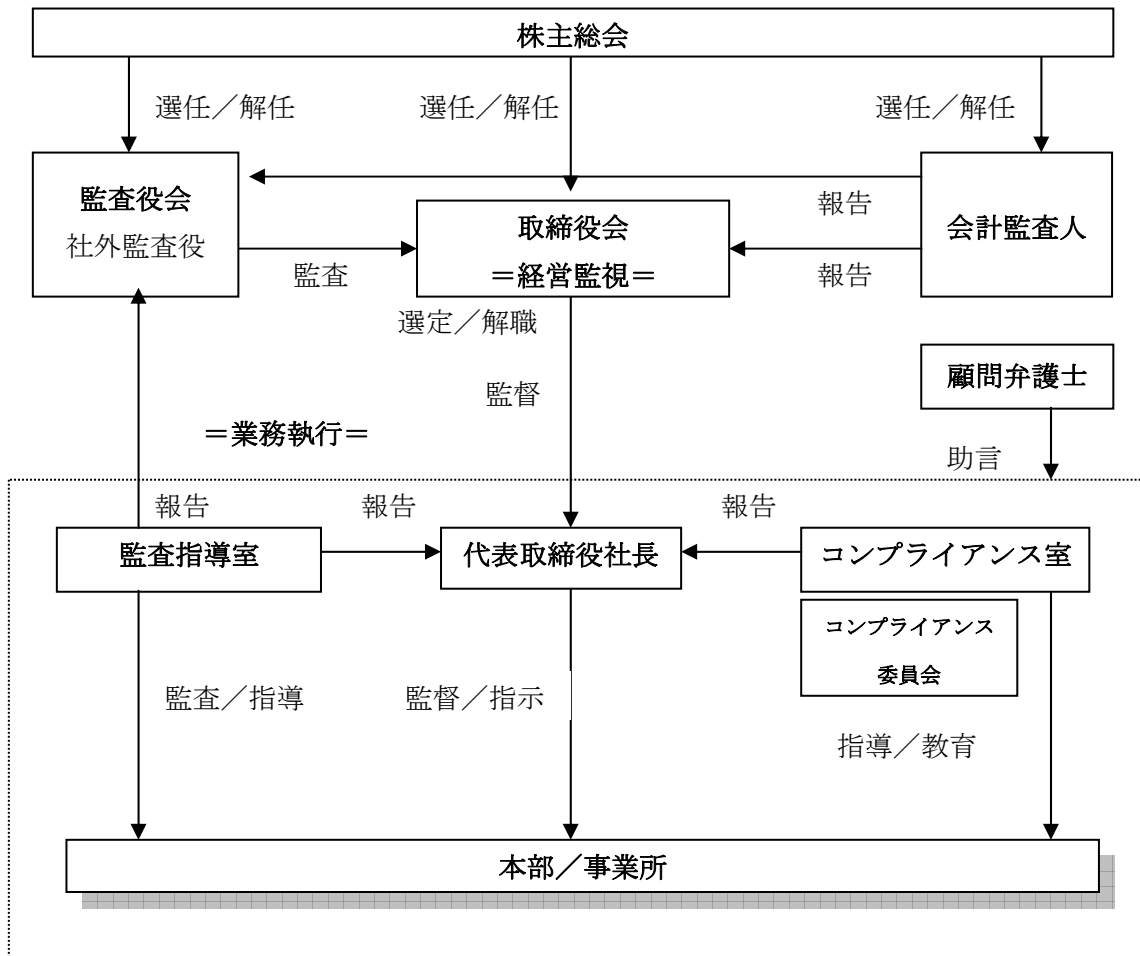 株主総会
選任／解任
選任／解任
選任／解任
監査役会
社外監査役
報告
取締役会
＝経営監視＝
会計監査人
監査
報告
選定／解職
顧問弁護士
監督
＝業務執行＝
助言
報告
報告
報告
監査指導室
代表取締役社長
コンプライアンス室
コンプライアンス
委員会
監査／指導
監督／指示
指導／教育
本部／事業所